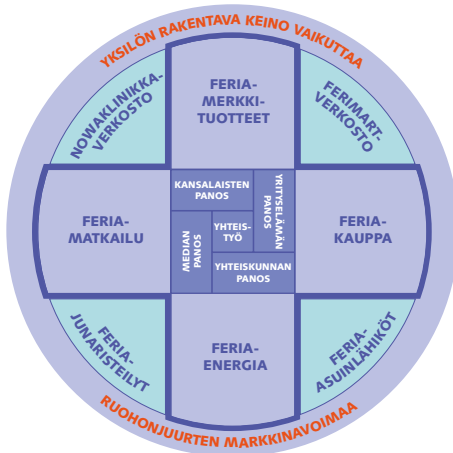 YKSILÖN RAKENTAVA KEINO VAIKUTTAA
NOWAKLINIKKA-
VERKOSTO
FERIA-
MERKKI-
TUOTTEET
FERIMART-
VERKOSTO
FERIA-
MATKAILU
KANSALAISTEN
PANOS
YRITYSELÄMÄN
PANOS
MEDIAN
PANOS
YHTEIS-
TYÖ
YHTEISKUNNAN
PANOS
FERIA-
KAUPPA
FERIA-
JUNARISTEILYT
FERIA-
ENERGIA
FERIA-
ASUINLÄHIKÖT
RUOHONJUURTEN MARKKINAVOIMAA